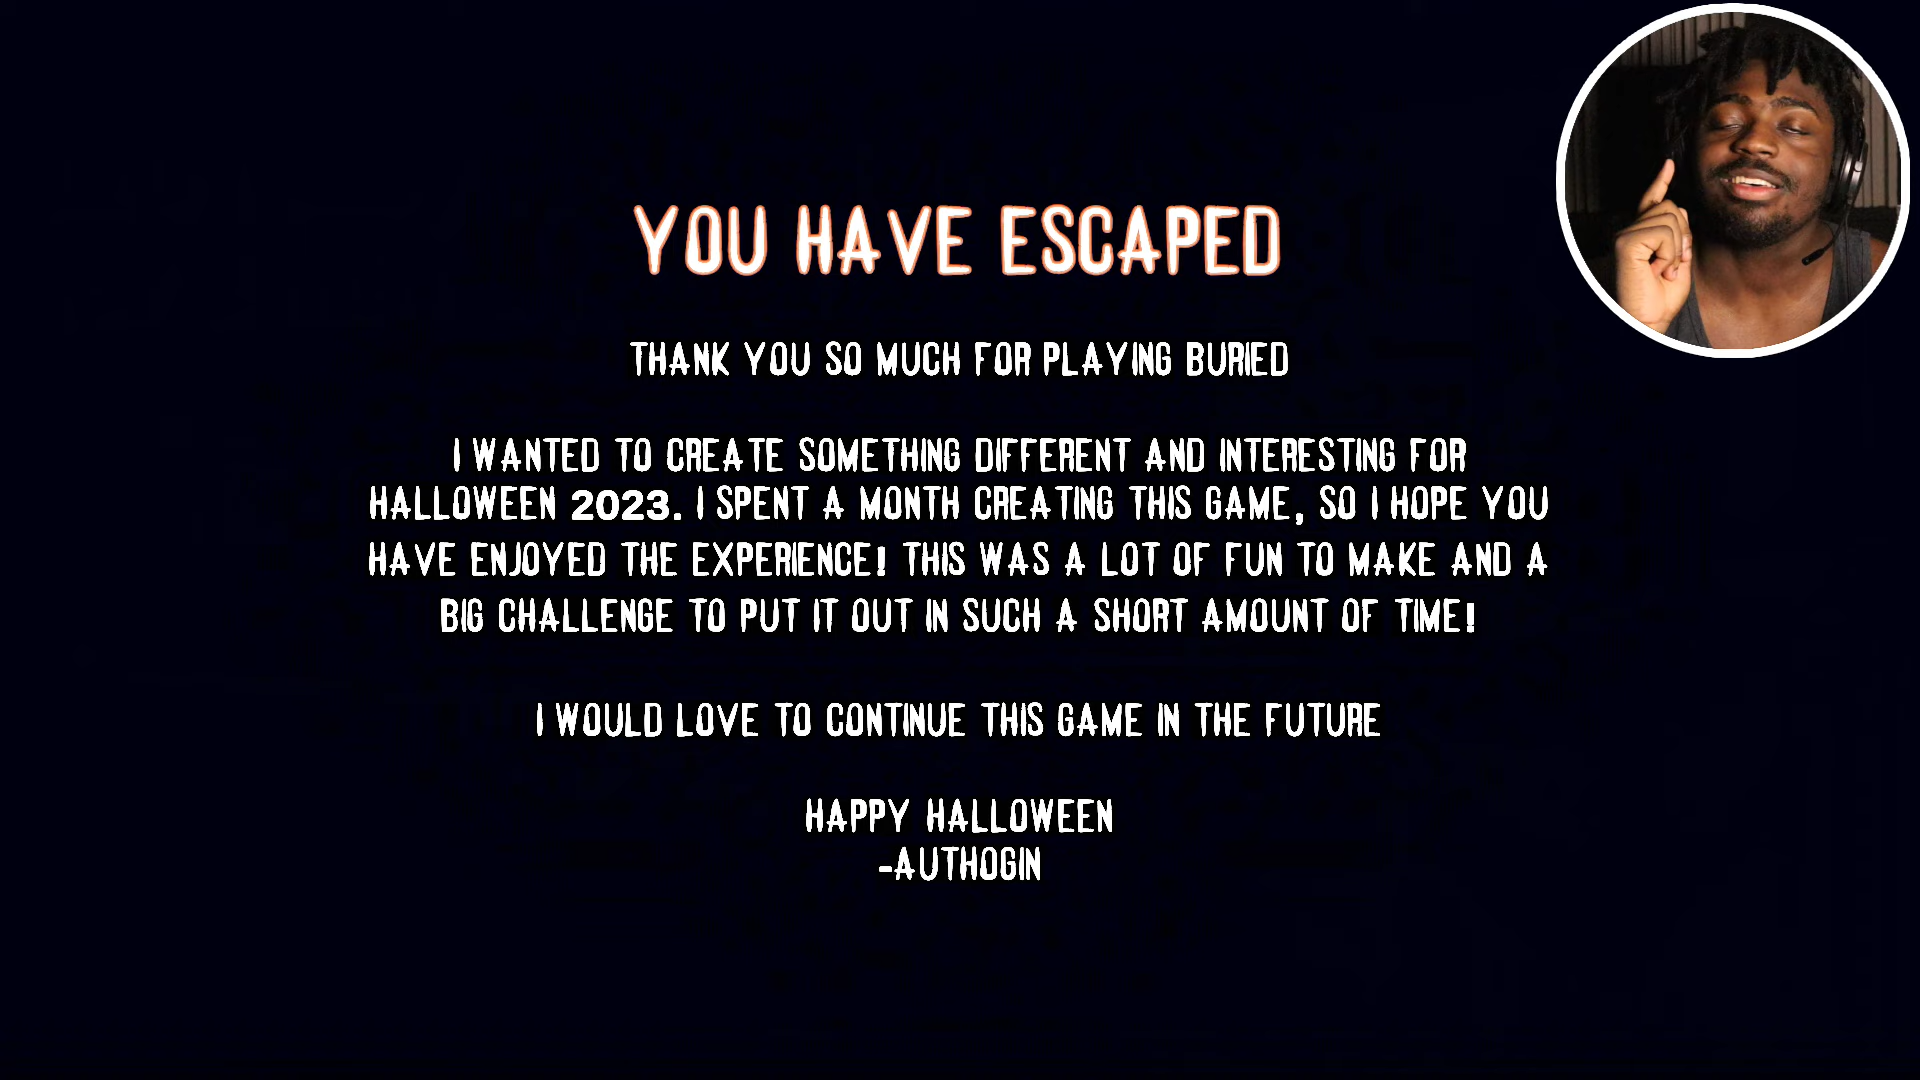 YOU HAVE ESCAPED
THANK YOU SO MUCH FOR PLAYING BURIED
I WANTED TO CREATE SOMETHING DIFFERENT AND INTERESTING FOR
HALLOWEEN 2023. I SPENT A MONTH CREATING THIS GAME, SO I HOPE YOU
HAVE ENJOYED THE EXPERIENCE! THIS WAS A LOT OF FUN TO MAKE AND A
BIG CHALLENGE TO PUT IT OUT IN SUCH A SHORT AMOUNT OF TIME!
I WOULD LOVE TO CONTINUE THIS GAME IN THE FUTURE
HAPPY HALLOWEEN
-AUTHOGIN